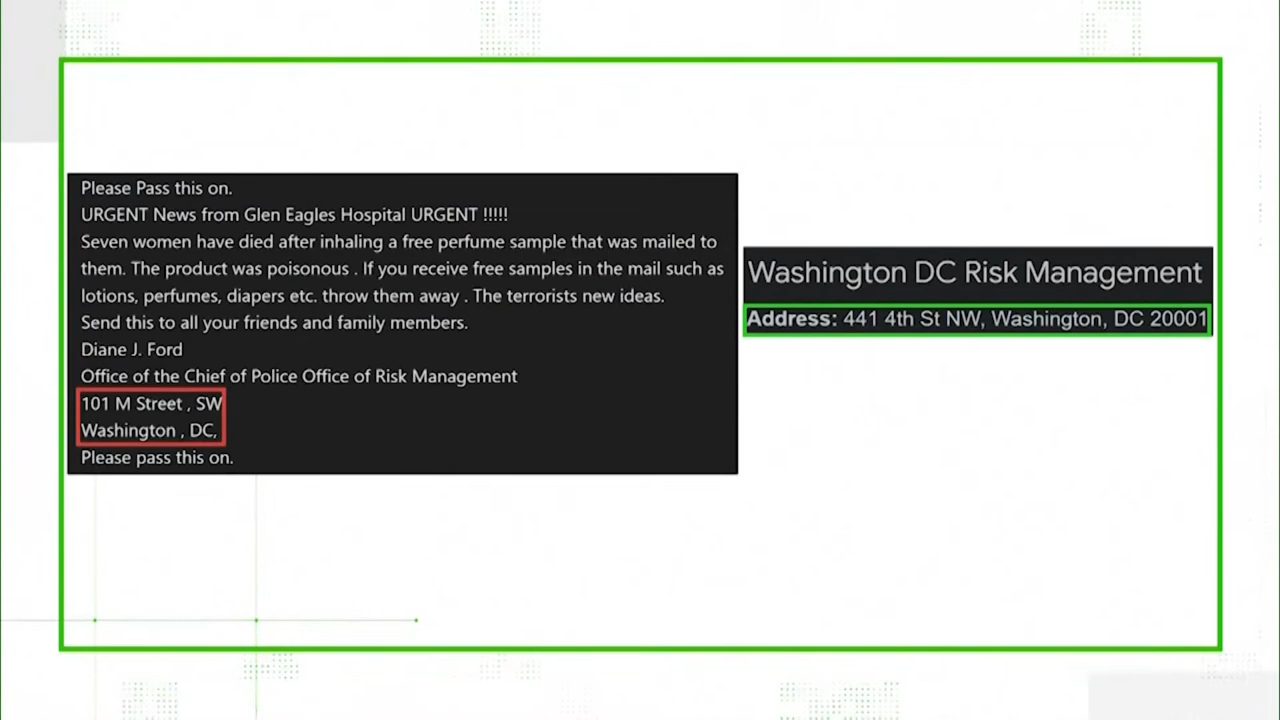 Please Pass this on.
URGENT News from Glen Eagles Hospital URGENT !!!!!
Seven women have died after inhaling a free perfume sample that was mailed to
them. The product was poisonous . If you receive free samples in the mail such as
lotions, perfumes, diapers etc. throw them away . The terrorists new ideas.
Send this to all your friends and family members.
Diane J. Ford
Office of the Chief of Police Office of Risk Management
101 M Street , SW
Washington , DC,
Please pass this on.
Washington DC Risk Management
Address: 441 4th St NW, Washington, DC 20001